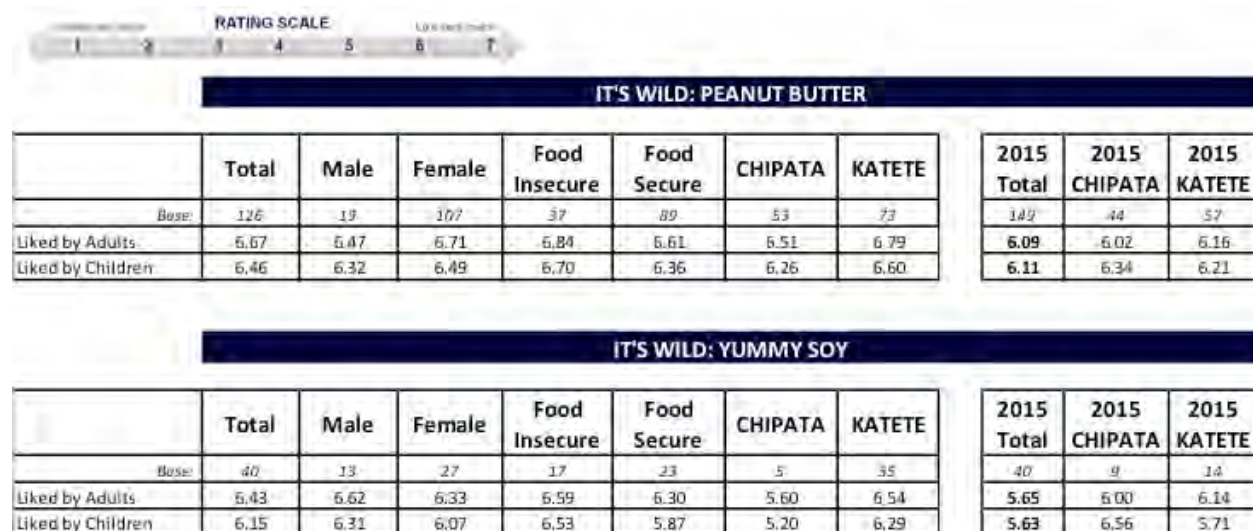 RATING SCALE
1 2 3 4 5 6 7
IT'S WILD: PEANUT BUTTER
Total Male Female Food Insecure Food Secure CHIPATA KATETE 2015 Total 2015 CHIPATA 2015 KATETE
Base: 126 19 107 37 89 53 73 149 44 57
Liked by Adults 6.67 6.47 6.71 6.84 6.61 6.51 6.79 6.09 6.02 6.16
Liked by Children 6.46 6.32 6.49 6.70 6.36 6.26 6.60 6.11 6.34 6.21
IT'S WILD: YUMMY SOY
Total Male Female Food Insecure Food Secure CHIPATA KATETE 2015 Total 2015 CHIPATA 2015 KATETE
Base: 40 13 27 17 23 5 35 40 9 14
Liked by Adults 6.43 6.62 6.33 6.59 6.30 5.60 6.54 5.65 6.00 6.14
Liked by Children 6.15 6.31 6.07 6.53 5.87 5.20 6.29 5.63 6.56 5.71